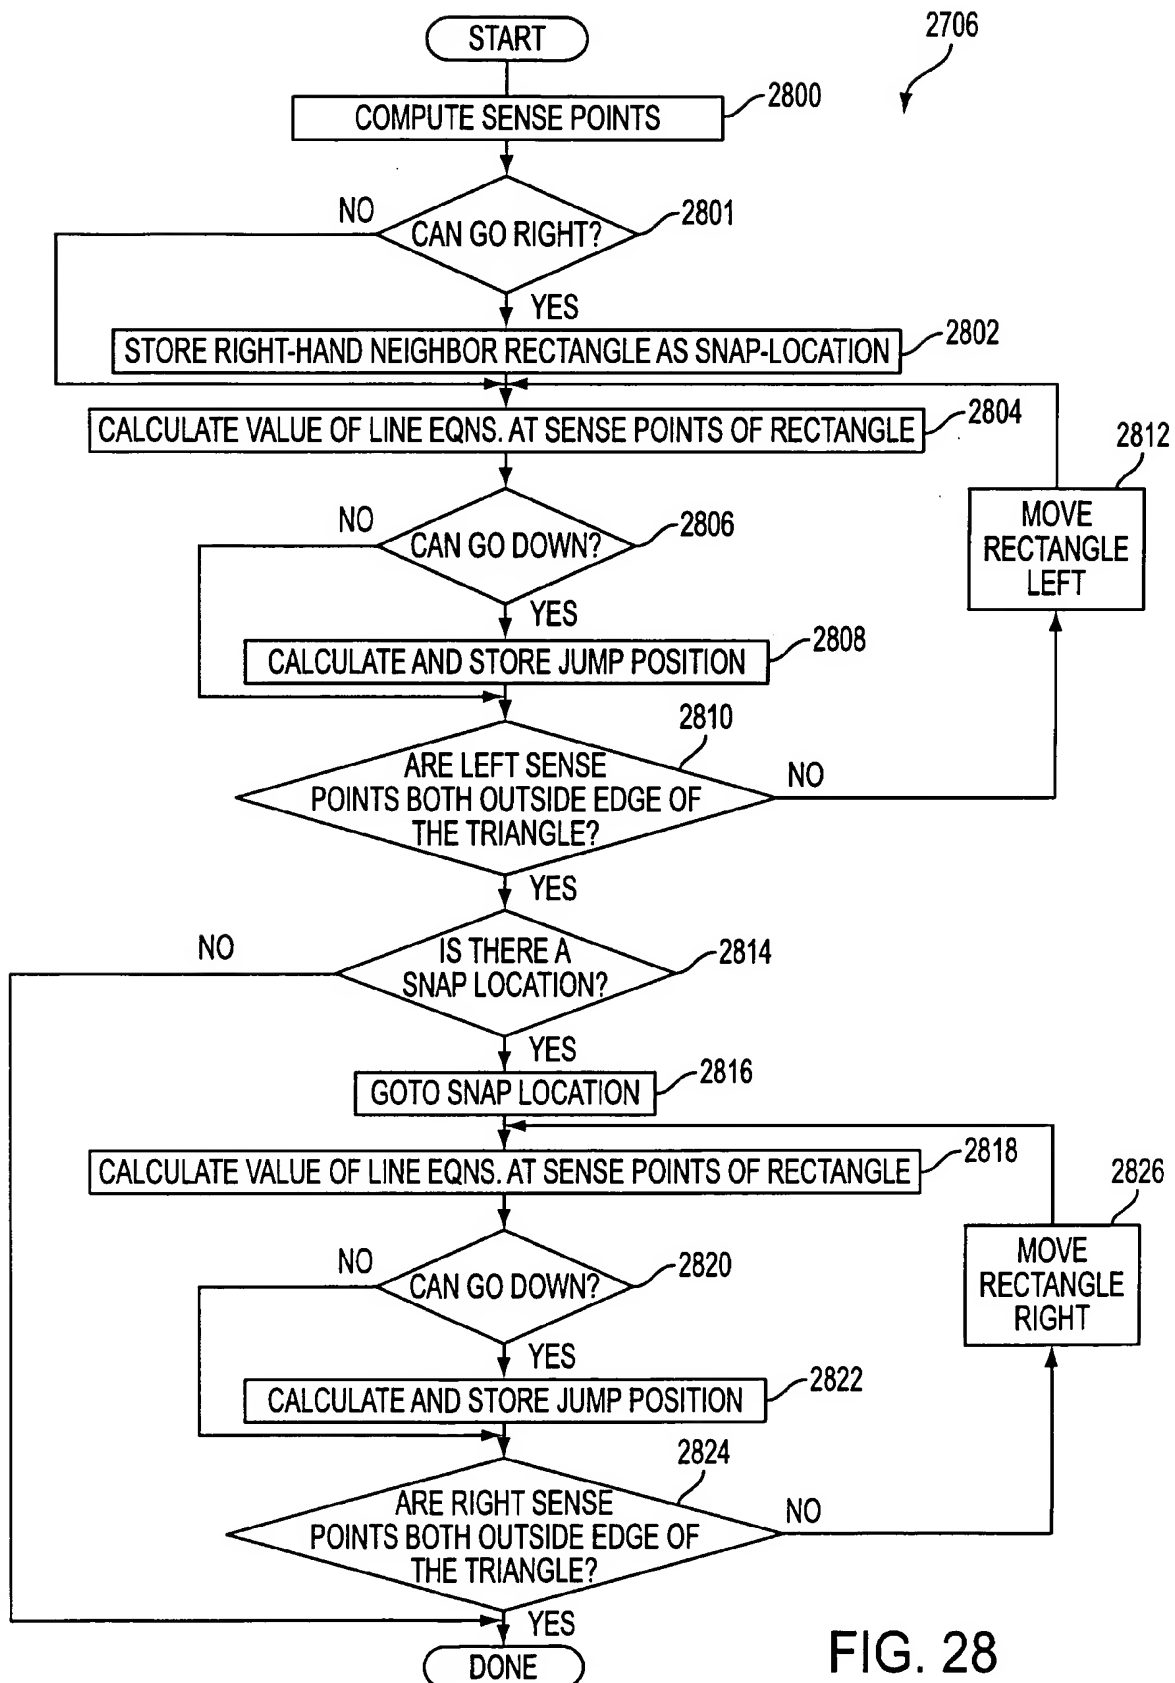 START
2706
2800
COMPUTE SENSE POINTS
NO
2801
CAN GO RIGHT?
YES
2802
STORE RIGHT-HAND NEIGHBOR RECTANGLE AS SNAP-LOCATION
2804
CALCULATE VALUE OF LINE EQNS. AT SENSE POINTS OF RECTANGLE
2812
MOVE
RECTANGLE
LEFT
NO
2806
CAN GO DOWN?
YES
2808
CALCULATE AND STORE JUMP POSITION
2810
ARE LEFT SENSE
POINTS BOTH OUTSIDE EDGE OF
THE TRIANGLE?
NO
YES
NO
IS THERE A
SNAP LOCATION?
2814
YES
2816
GOTO SNAP LOCATION
2818
CALCULATE VALUE OF LINE EQNS. AT SENSE POINTS OF RECTANGLE
2826
MOVE
RECTANGLE
RIGHT
NO
2820
CAN GO DOWN?
YES
2822
CALCULATE AND STORE JUMP POSITION
2824
ARE RIGHT SENSE
POINTS BOTH OUTSIDE EDGE OF
THE TRIANGLE?
NO
YES
DONE
FIG. 28